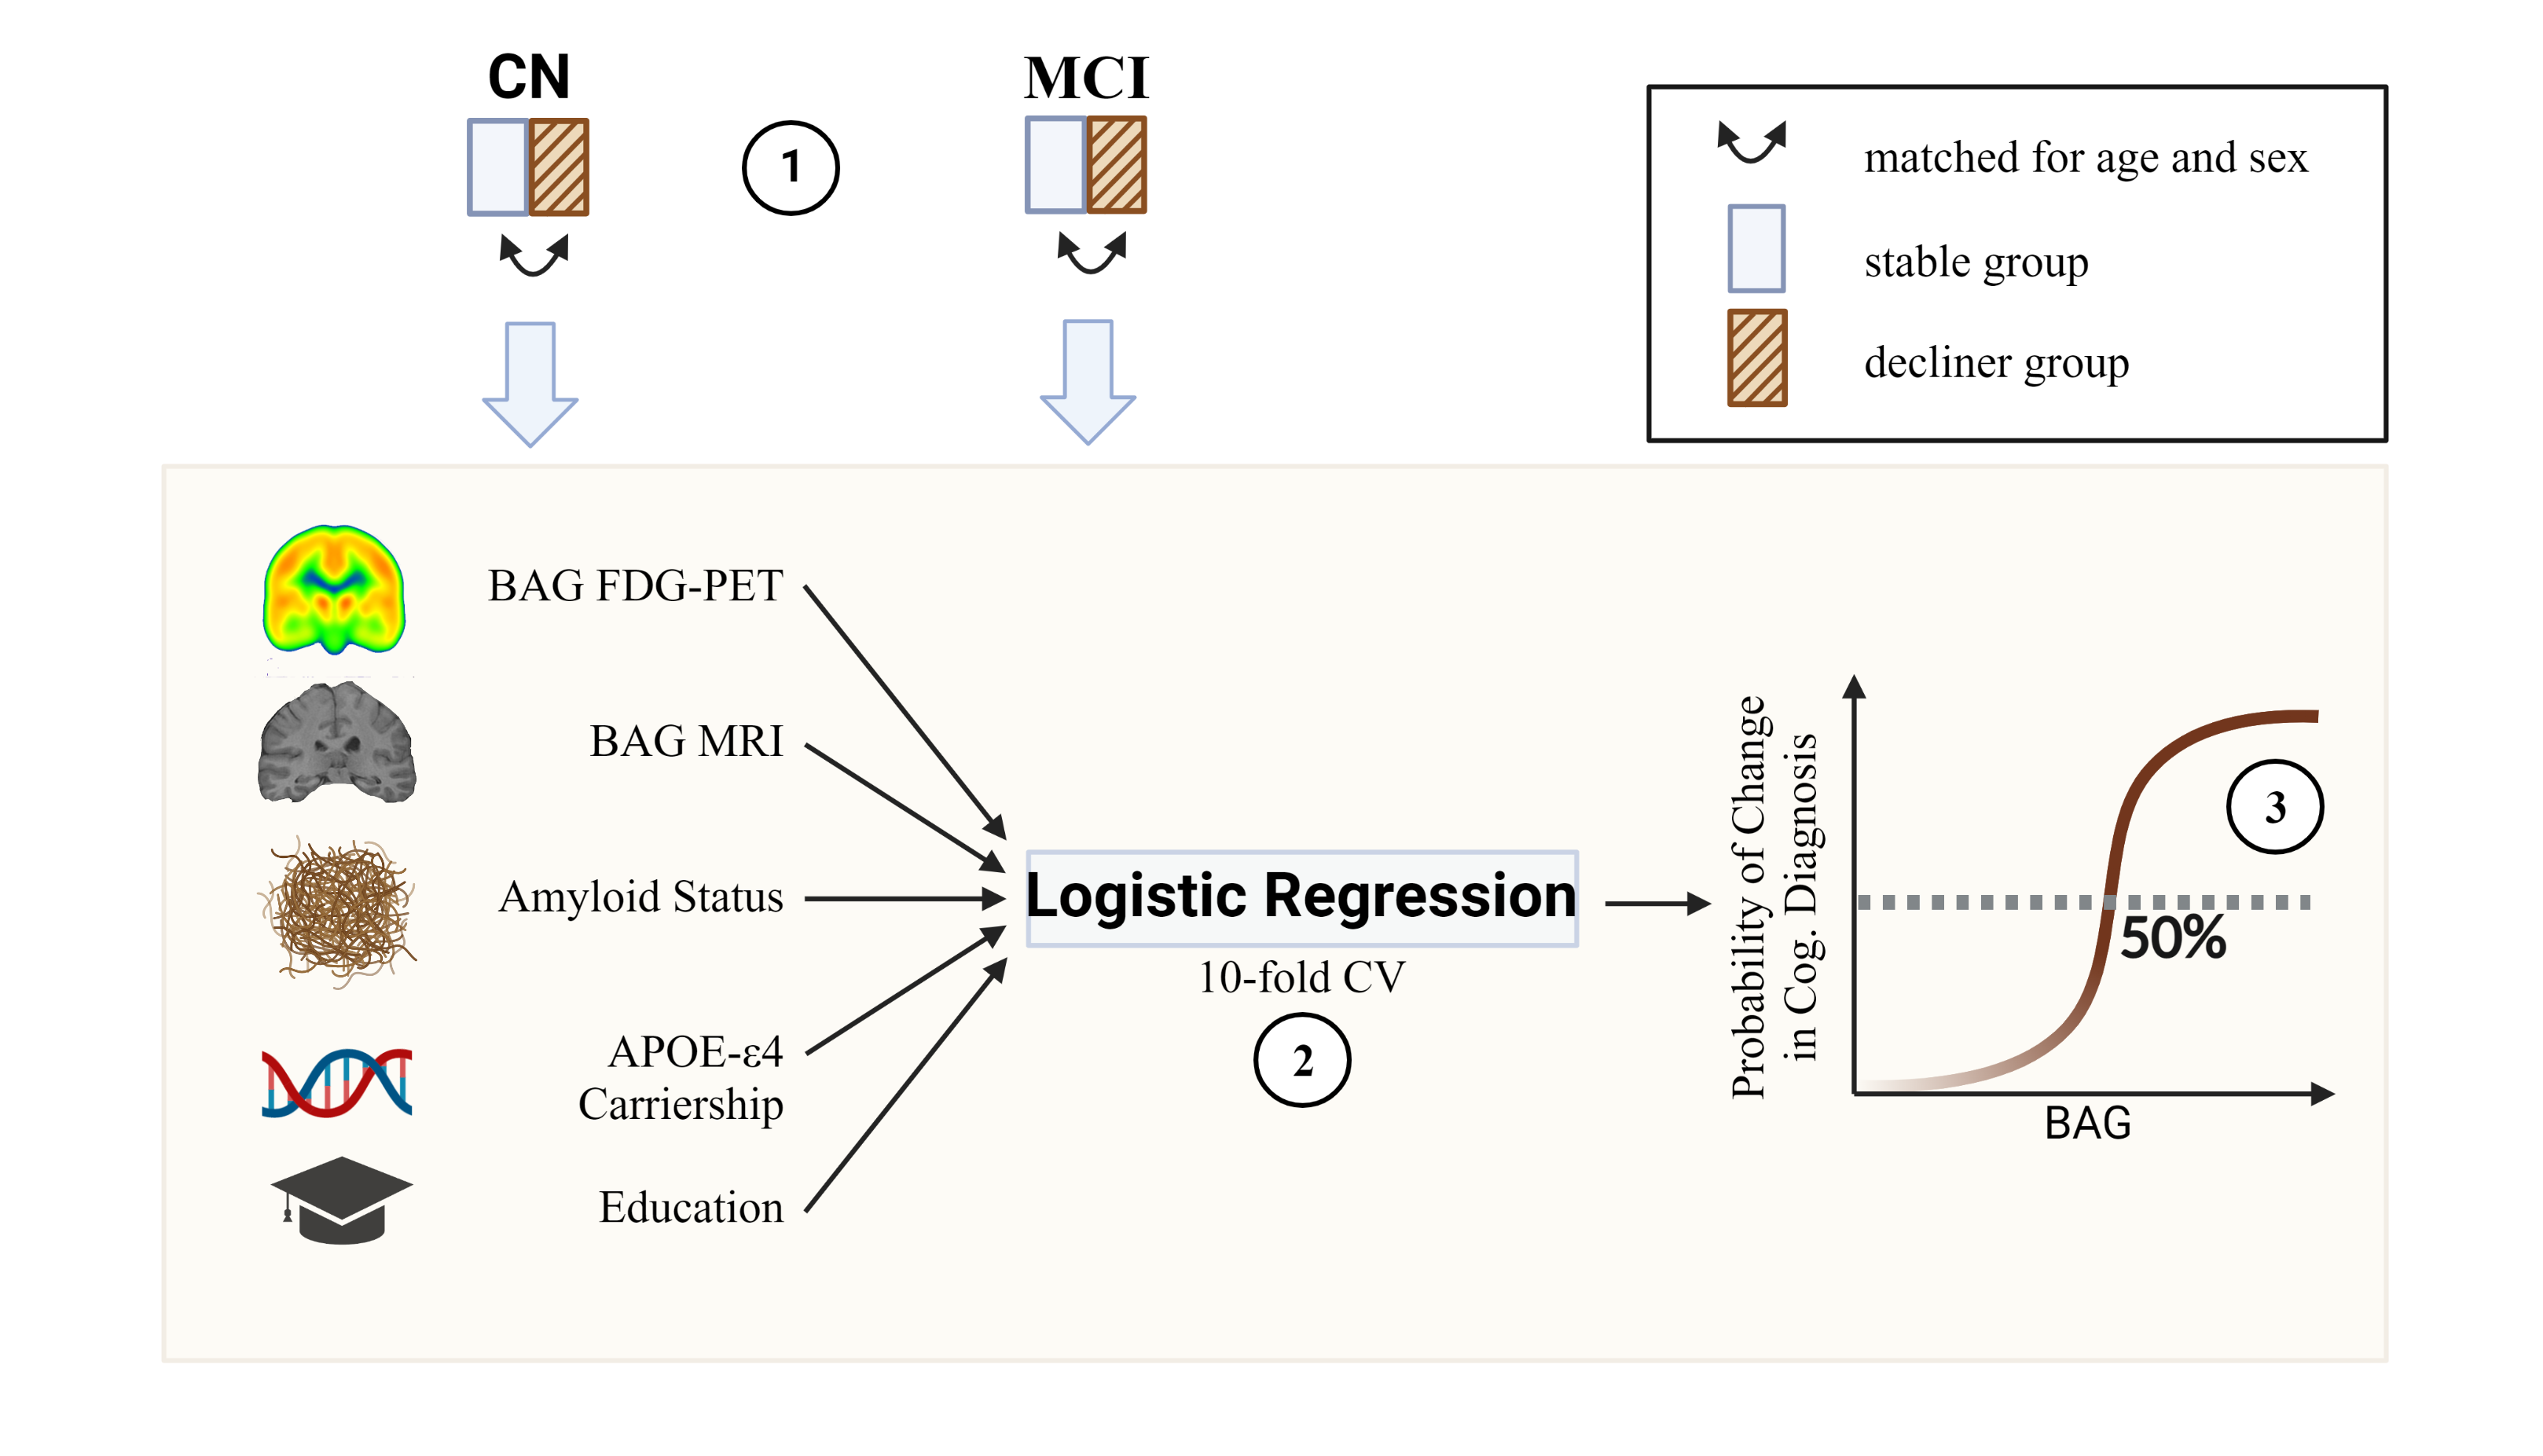 CN
MCI
1
matched for age and sex
stable group
decliner group
BAG FDG-PET
BAG MRI
Amyloid Status
APOE-ε4
Carriership
Education
Logistic Regression
10-fold CV
2
Probability of Change
in Cog. Diagnosis
3
50%
BAG